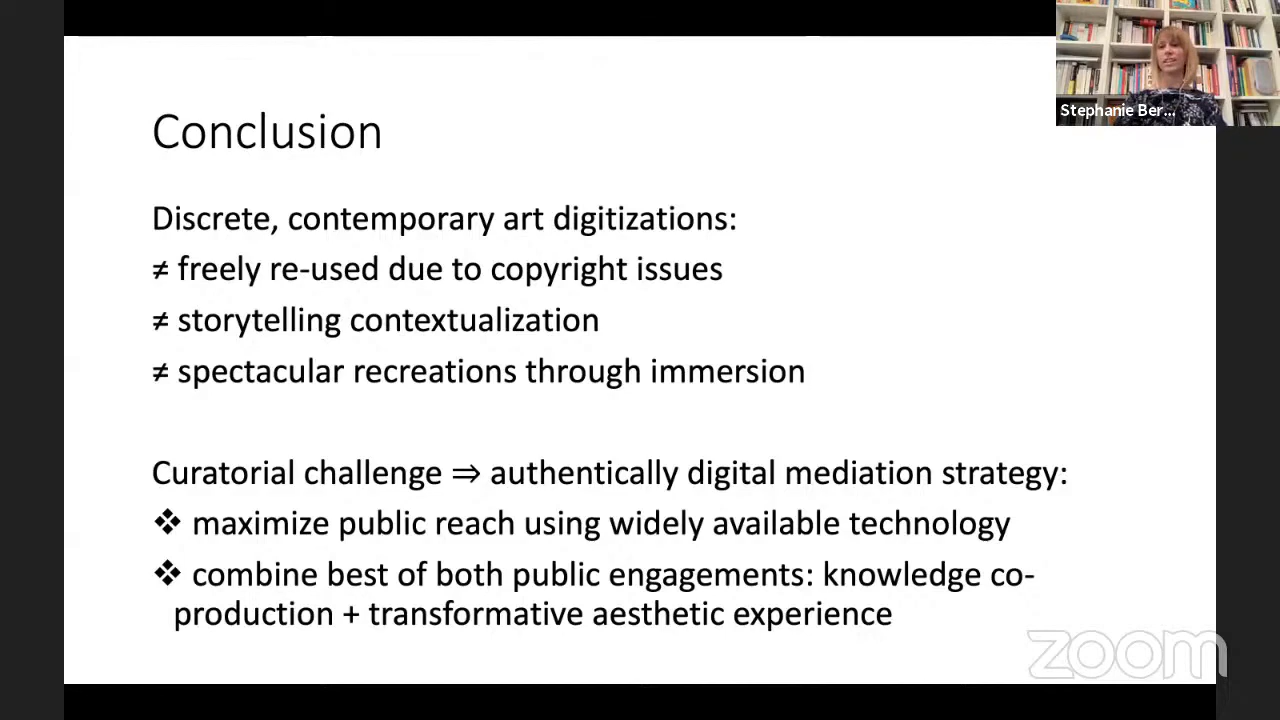 Stephanie Ber...
Conclusion
Discrete, contemporary art digitizations:
≠ freely re-used due to copyright issues
≠ storytelling contextualization
≠ spectacular recreations through immersion
Curatorial challenge ⇒ authentically digital mediation strategy:
❖ maximize public reach using widely available technology
❖ combine best of both public engagements: knowledge co-
production + transformative aesthetic experience
zoom